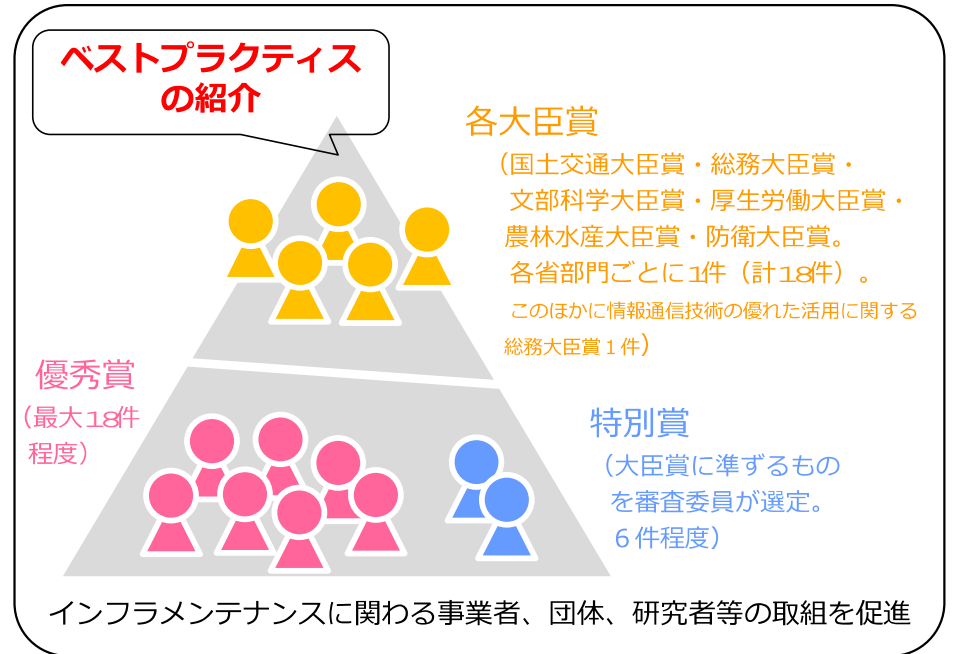 ベストプラクティス
の紹介
各大臣賞
（国土交通大臣賞・総務大臣賞・
文部科学大臣賞・厚生労働大臣賞・
農林水産大臣賞・防衛大臣賞。
各省部門ごとに1件（計18件）。
このほかに情報通信技術の優れた活用に関する
総務大臣賞１件）
優秀賞
（最大18件
程度）
特別賞
（大臣賞に準ずるもの
を審査委員が選定。
６件程度）
インフラメンテナンスに関わる事業者、団体、研究者等の取組を促進